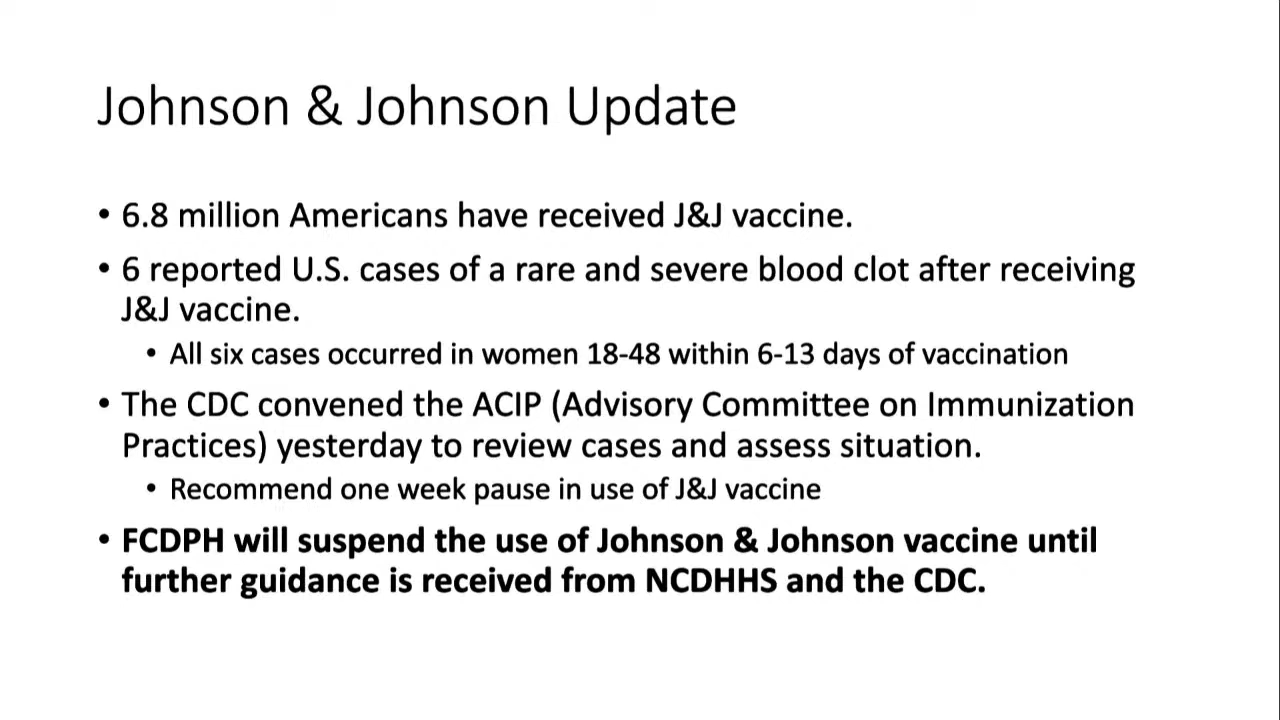 Johnson & Johnson Update
• 6.8 million Americans have received J&J vaccine.
• 6 reported U.S. cases of a rare and severe blood clot after receiving
J&J vaccine.
• All six cases occurred in women 18-48 within 6-13 days of vaccination
• The CDC convened the ACIP (Advisory Committee on Immunization
Practices) yesterday to review cases and assess situation.
• Recommend one week pause in use of J&J vaccine
• FCDPH will suspend the use of Johnson & Johnson vaccine until
further guidance is received from NCDHHS and the CDC.